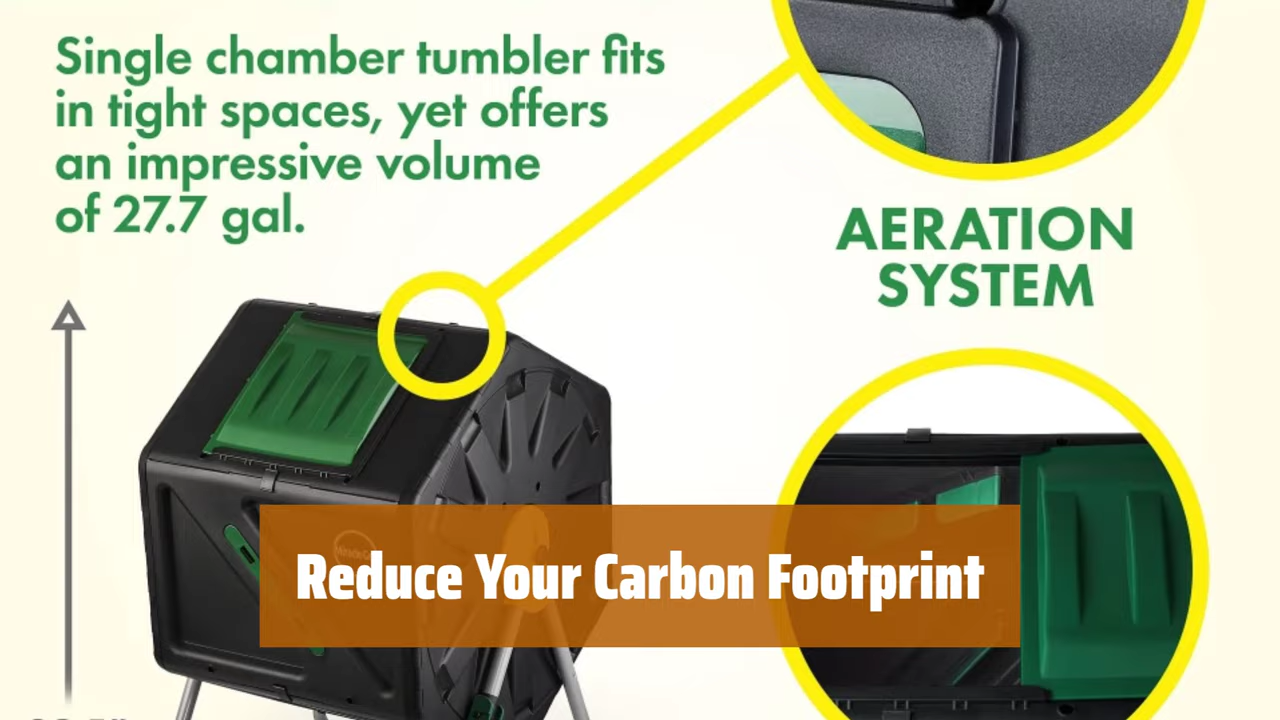 Single chamber tumbler fits
in tight spaces, yet offers
an impressive volume
of 27.7 gal.
AERATION
SYSTEM
Reduce Your Carbon Footprint